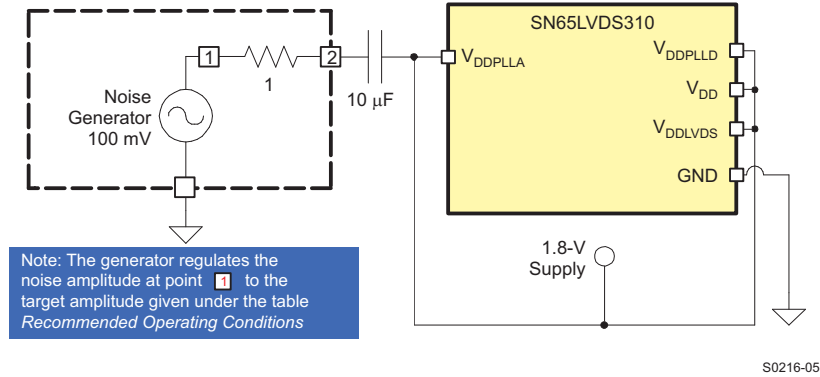 SN65LVDS310
VDDPLLA
VDDPLLD
VDD
VDDLVDS
GND
1
2
1
10 μF
Noise
Generator
100 mV
1.8-V
Supply
Note: The generator regulates the
noise amplitude at point 1 to the
target amplitude given under the table
Recommended Operating Conditions
S0216-05